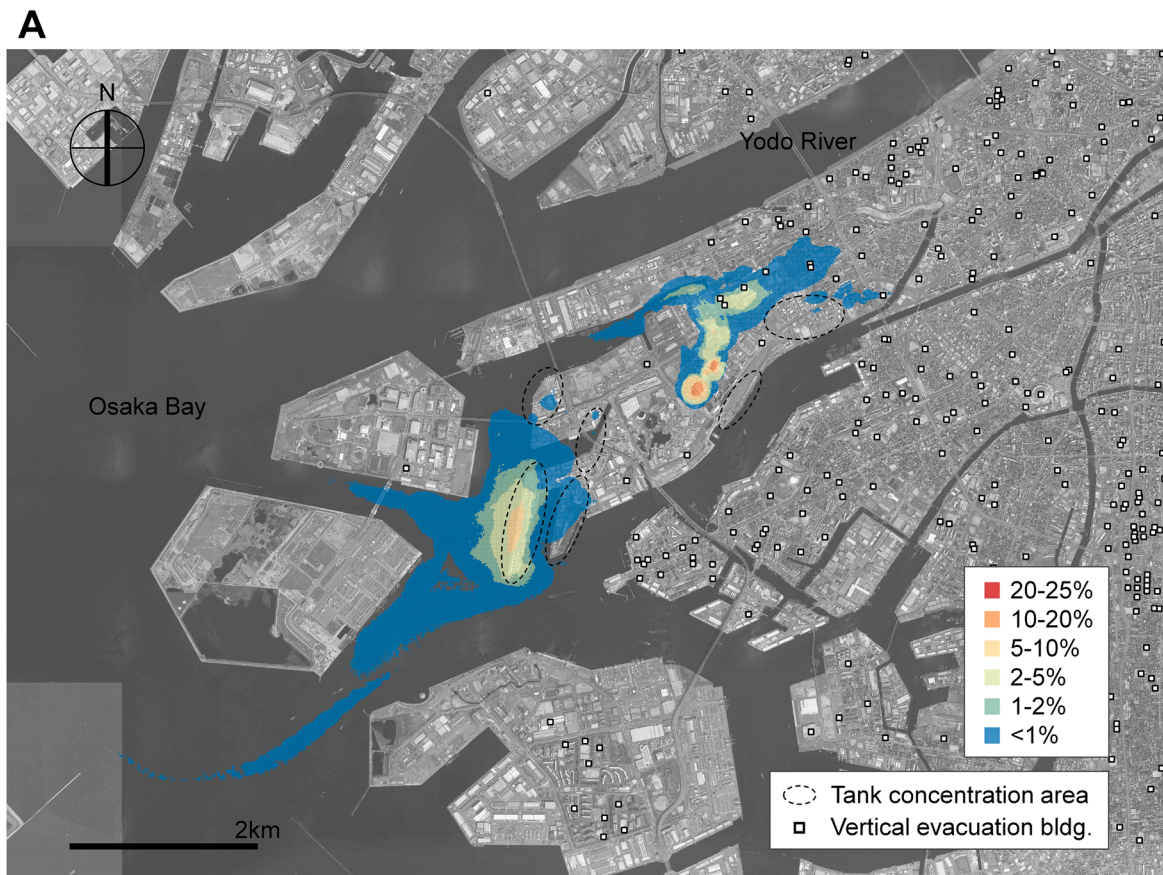 A
N
Yodo River
Osaka Bay
20-25%
10-20%
5-10%
2-5%
1-2%
<1%
Tank concentration area
Vertical evacuation bldg.
2km